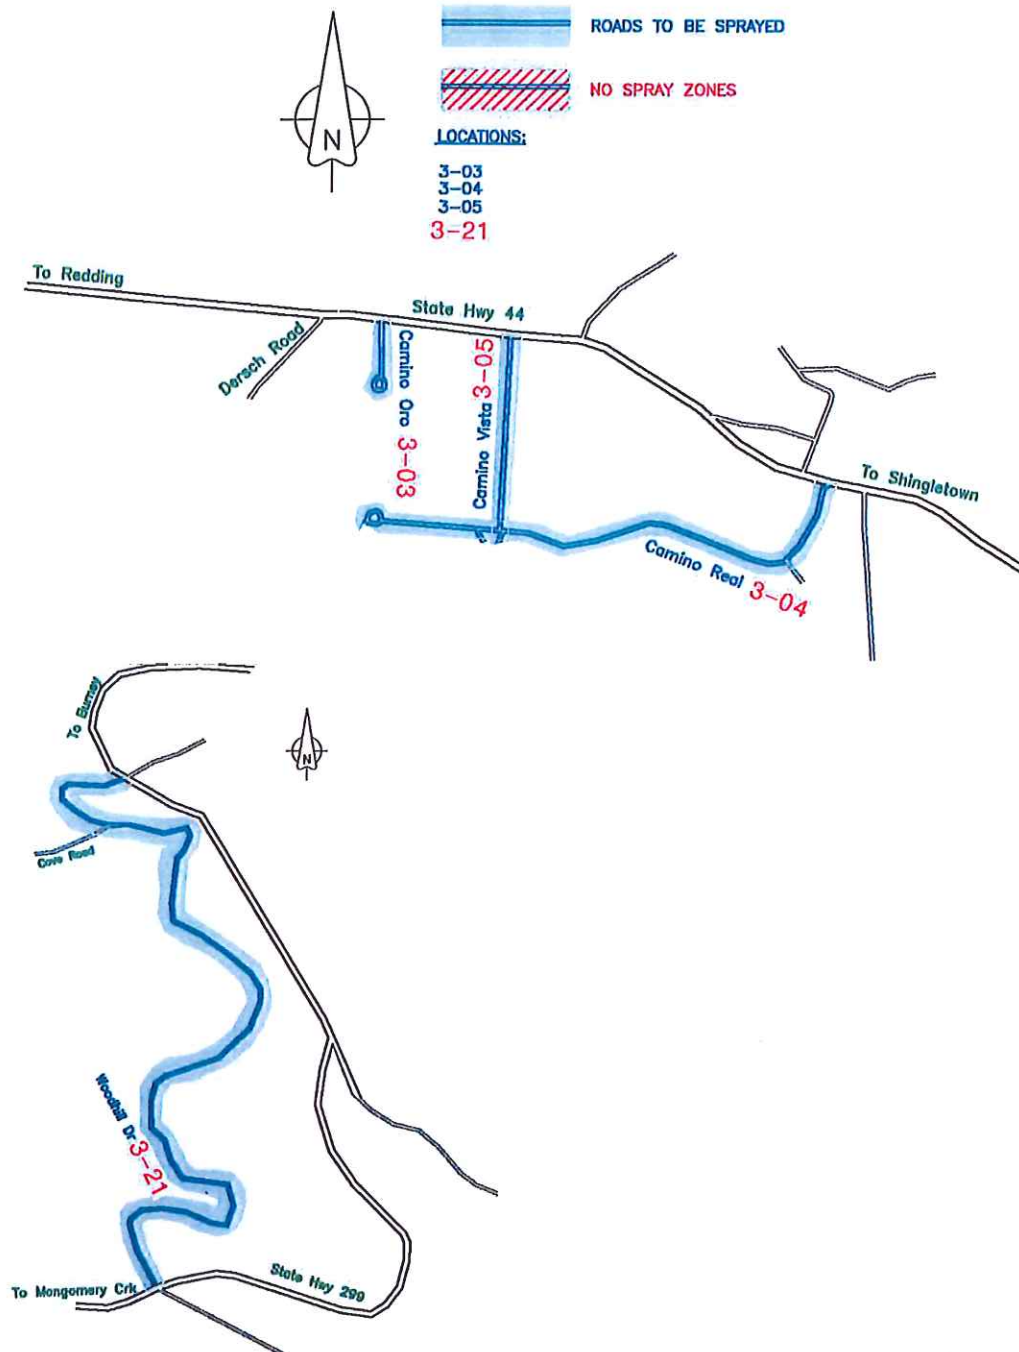 ROADS TO BE SPRAYED
NO SPRAY ZONES
N
LOCATIONS:
3-03
3-04
3-05
3-21
To Redding
State Hwy 44
Dersch Road
Camino Oro 3-03
Camino Vista 3-05
To Shingletown
Camino Real 3-04
To Burney
N
Cove Road
Woodhill Dr 3-21
To Mongomery Crk
State Hwy 299